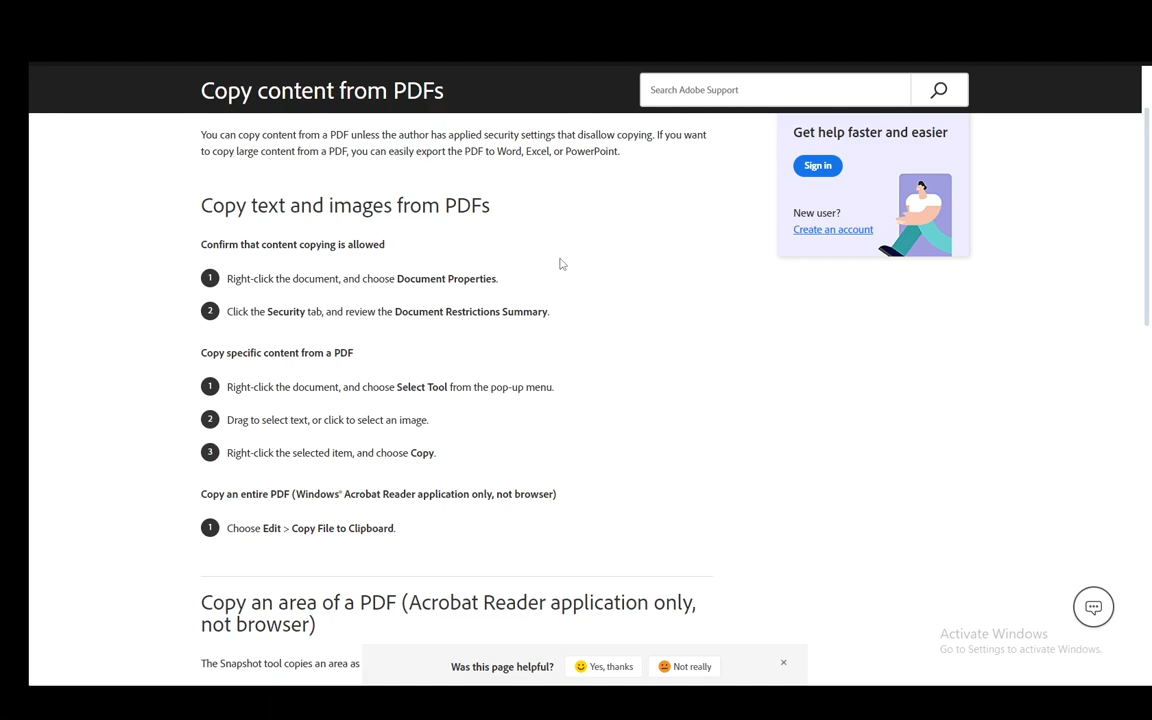 Copy content from PDFs
Search Adobe Support
You can copy content from a PDF unless the author has applied security settings that disallow copying. If you want
to copy large content from a PDF, you can easily export the PDF to Word, Excel, or PowerPoint.
Get help faster and easier
Sign in
New user?
Create an account
Copy text and images from PDFs
Confirm that content copying is allowed
1 Right-click the document, and choose Document Properties.
2 Click the Security tab, and review the Document Restrictions Summary.
Copy specific content from a PDF
1 Right-click the document, and choose Select Tool from the pop-up menu.
2 Drag to select text, or click to select an image.
3 Right-click the selected item, and choose Copy.
Copy an entire PDF (Windows® Acrobat Reader application only, not browser)
1 Choose Edit > Copy File to Clipboard.
Copy an area of a PDF (Acrobat Reader application only,
not browser)
The Snapshot tool copies an area as
Was this page helpful? Yes, thanks Not really
Activate Windows
Go to Settings to activate Windows.